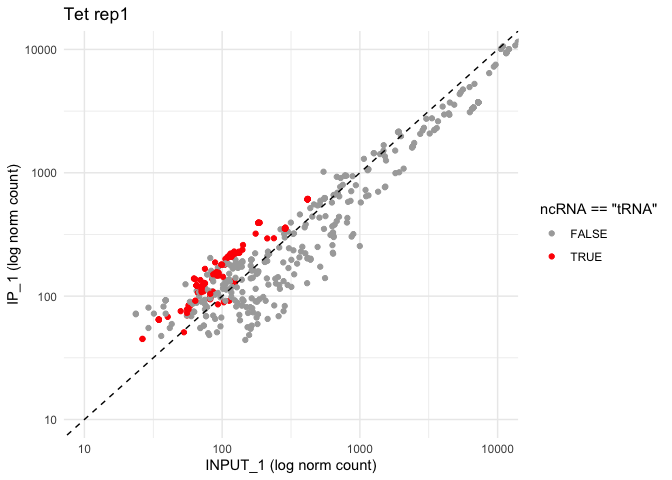 Tet rep1
10000
1000
100
10
IP_1 (log norm count)
10
100
1000
10000
INPUT_1 (log norm count)
ncRNA == "tRNA"
FALSE
TRUE